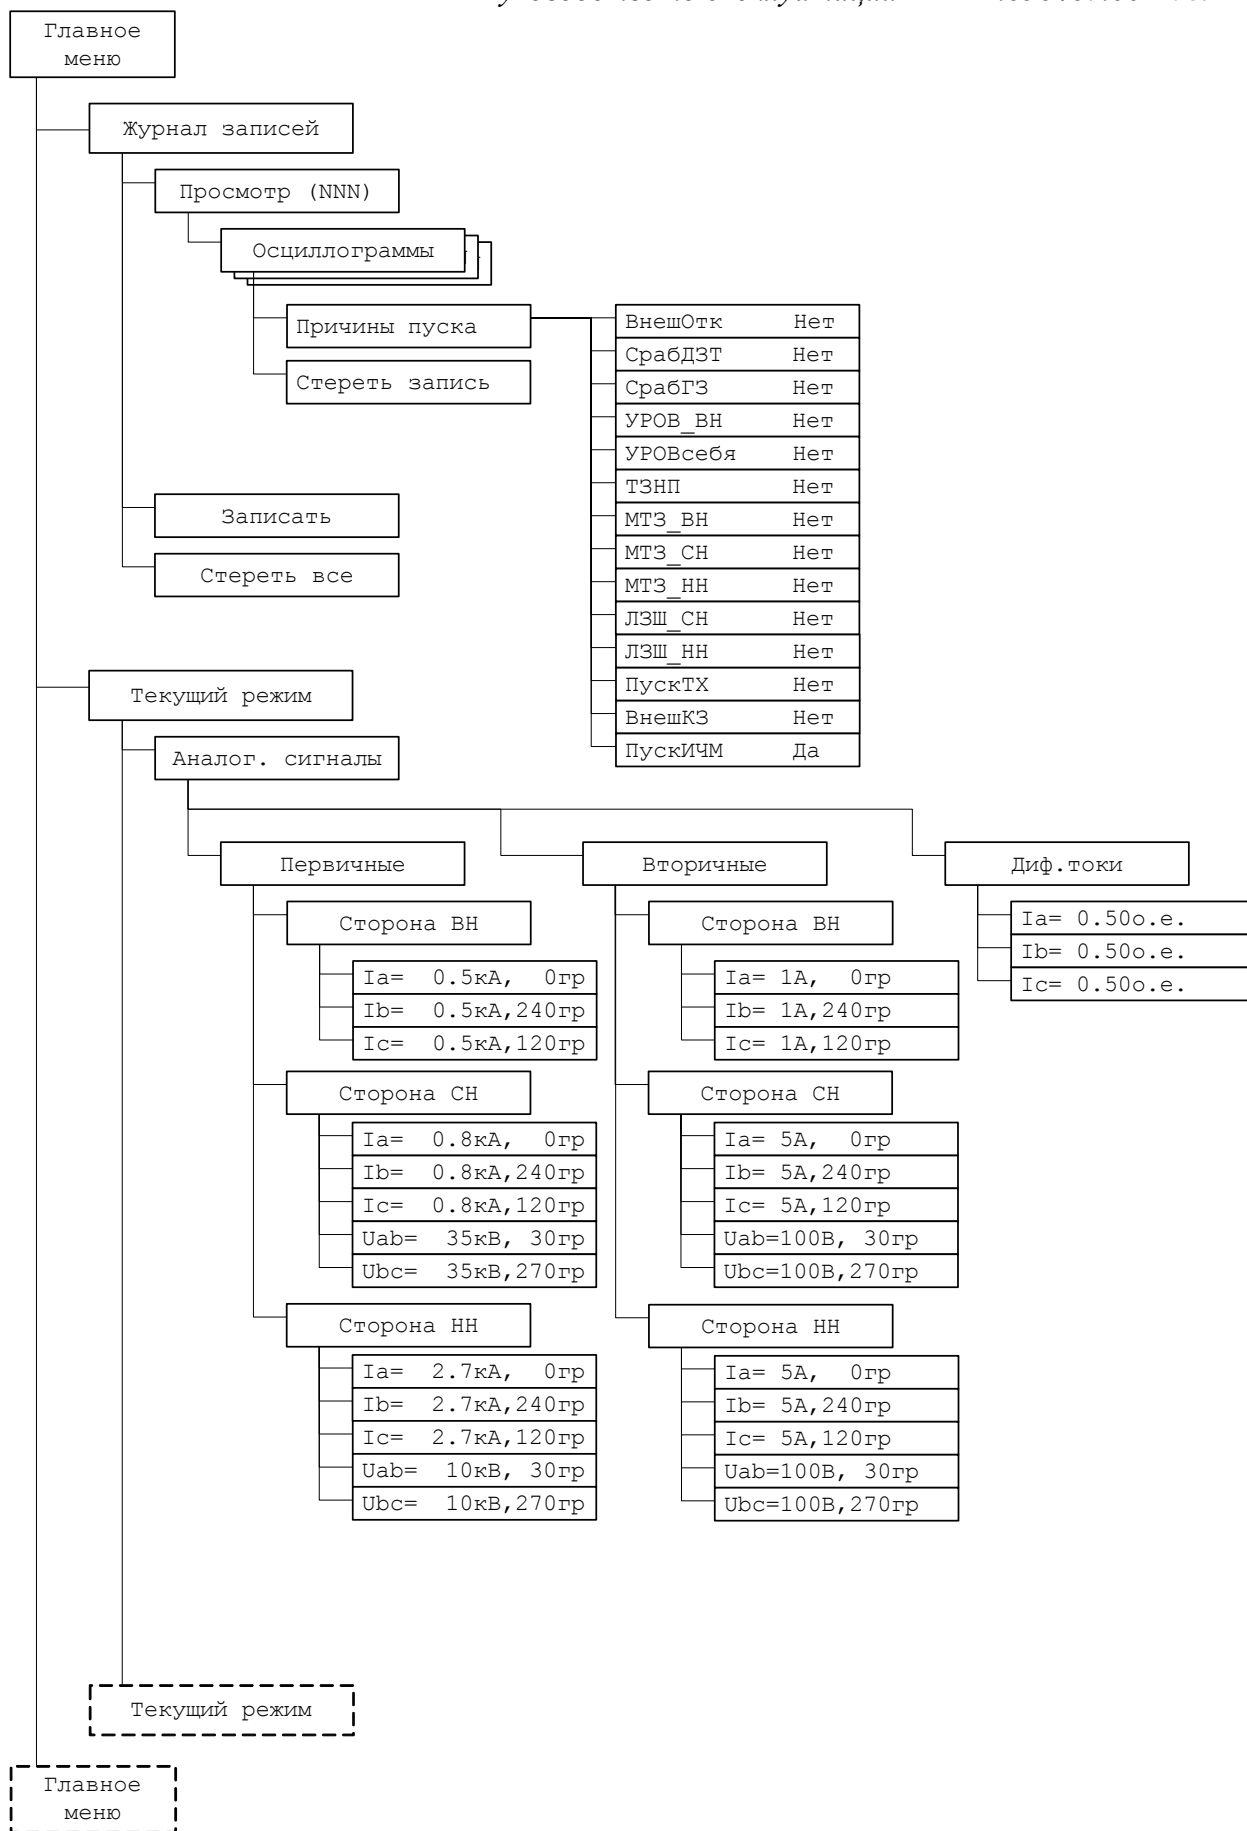 Главное
меню
Журнал записей
Просмотр (NNN)
Осциллограммы
Причины пуска
Стереть запись
ВнешОтк Нет
СрабДЗТ Нет
СрабГЗ Нет
УРОВ_ВН Нет
УРОВсебя Нет
ТЗНП Нет
МТЗ_ВН Нет
МТЗ_СН Нет
МТЗ_НН Нет
ЛЗШ_СН Нет
ЛЗШ_НН Нет
ПускТХ Нет
ВнешКЗ Нет
ПускИЧМ Да
Записать
Стереть все
Текущий режим
Аналог. сигналы
Первичные
Сторона ВН
Ia= 0.5кА, 0гр
Ib= 0.5кА,240гр
Ic= 0.5кА,120гр
Сторона СН
Ia= 0.8кА, 0гр
Ib= 0.8кА,240гр
Ic= 0.8кА,120гр
Uab= 35кВ, 30гр
Ubc= 35кВ,270гр
Сторона НН
Ia= 2.7кА, 0гр
Ib= 2.7кА,240гр
Ic= 2.7кА,120гр
Uab= 10кВ, 30гр
Ubc= 10кВ,270гр
Вторичные
Сторона ВН
Ia= 1А, 0гр
Ib= 1А,240гр
Ic= 1А,120гр
Сторона СН
Ia= 5А, 0гр
Ib= 5А,240гр
Ic= 5А,120гр
Uab=100В, 30гр
Ubc=100В,270гр
Сторона НН
Ia= 5А, 0гр
Ib= 5А,240гр
Ic= 5А,120гр
Uab=100В, 30гр
Ubc=100В,270гр
Диф.токи
Ia= 0.50о.е.
Ib= 0.50о.е.
Ic= 0.50о.е.
Текущий режим
Главное
меню